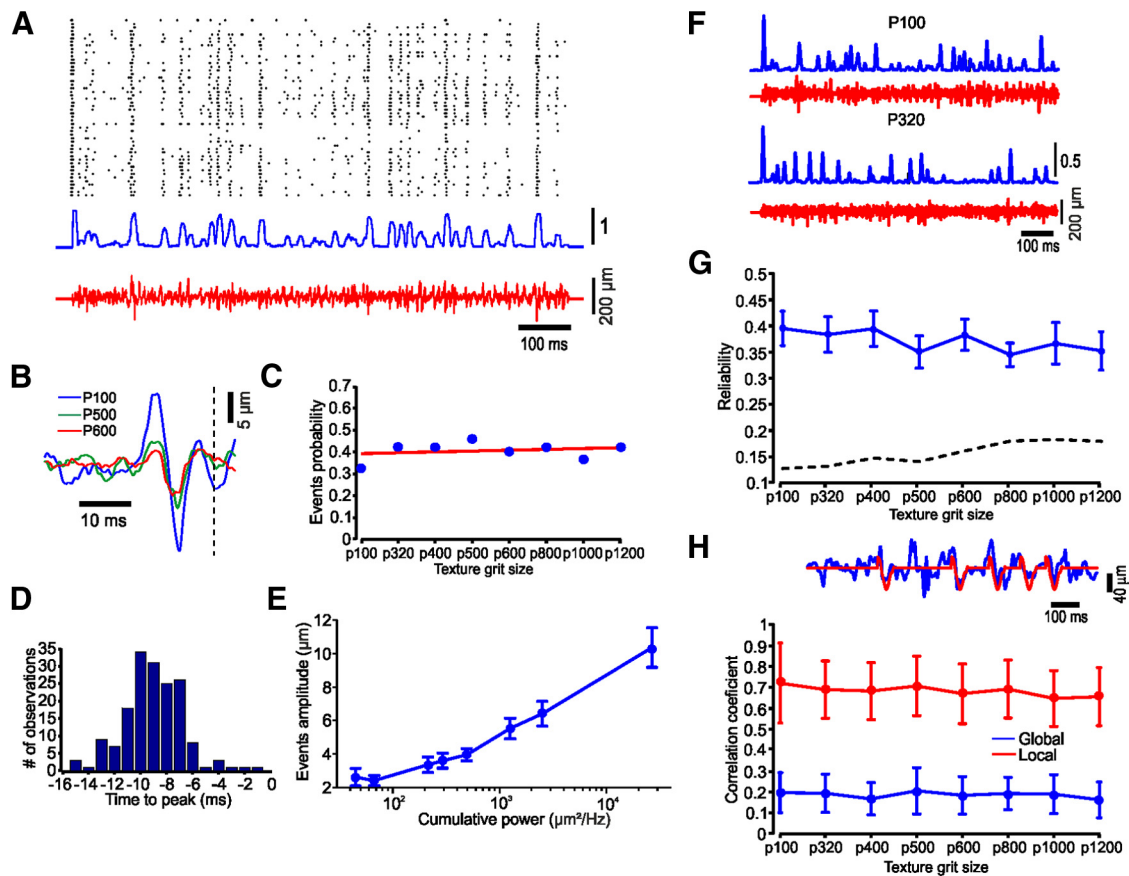 A
1
200 µm
100 ms
B
P100
P500
P600
5 µm
10 ms
C
Events probability
0.7
0.6
0.5
0.4
0.3
0.2
0.1
0
p100 p320 p400 p500 p600 p800 p1000 p1200
Texture grit size
D
# of observations
35
30
25
20
15
10
5
0
-16 -14 -12 -10 -8 -6 -4 -2 0
Time to peak (ms)
E
Events amplitude (µm)
12
10
8
6
4
2
10² 10³ 10⁴
Cumulative power (µm²/Hz)
F
P100
P320
0.5
200 µm
100 ms
G
Reliability
0.5
0.45
0.4
0.35
0.3
0.25
0.2
0.15
0.1
p100 p320 p400 p500 p600 p800 p1000 p1200
Texture grit size
H
40 µm
100 ms
Correlation coeficient
1
0.9
0.8
0.7
0.6
0.5
0.4
0.3
0.2
0.1
0
Global
Local
p100 p320 p400 p500 p600 p800 p1000 p1200
Texture grit size